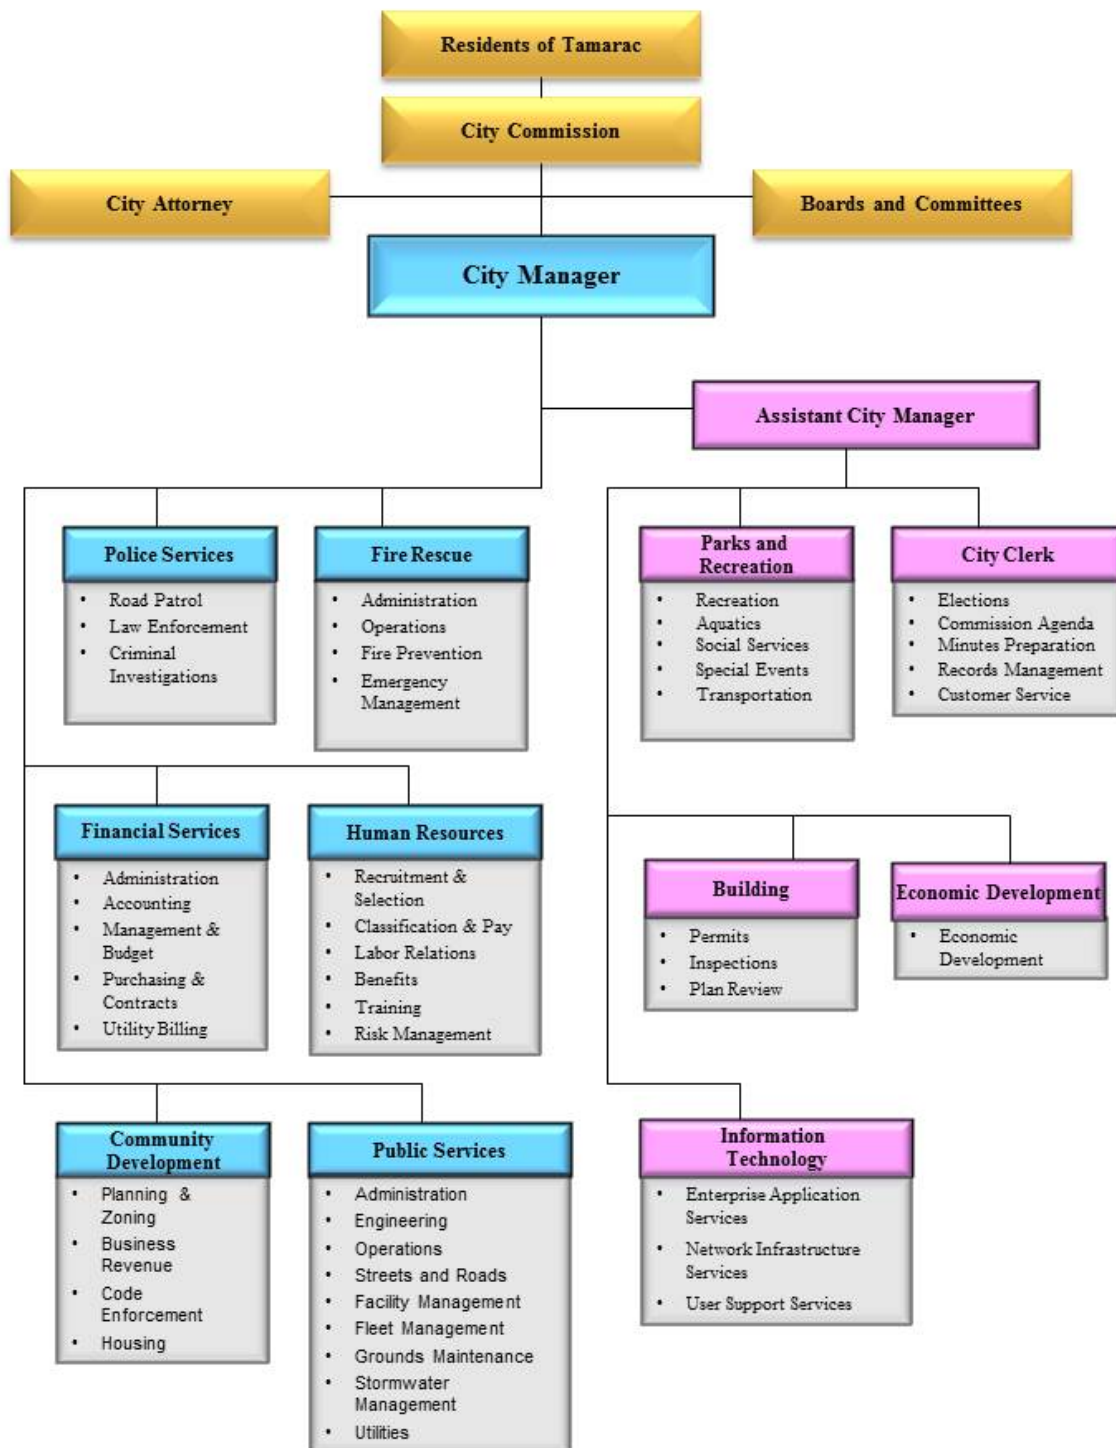 Residents of Tamarac
City Commission
City Attorney
Boards and Committees
City Manager
Assistant City Manager
Police Services
• Road Patrol
• Law Enforcement
• Criminal
Investigations
Fire Rescue
• Administration
• Operations
• Fire Prevention
• Emergency
Management
Parks and
Recreation
• Recreation
• Aquatics
• Social Services
• Special Events
• Transportation
City Clerk
• Elections
• Commission Agenda
• Minutes Preparation
• Records Management
• Customer Service
Financial Services
• Administration
• Accounting
• Management &
Budget
• Purchasing &
Contracts
• Utility Billing
Human Resources
• Recruitment &
Selection
• Classification & Pay
• Labor Relations
• Benefits
• Training
• Risk Management
Building
• Permits
• Inspections
• Plan Review
Economic Development
• Economic
Development
Community
Development
• Planning &
Zoning
• Business
Revenue
• Code
Enforcement
• Housing
Public Services
• Administration
• Engineering
• Operations
• Streets and Roads
• Facility Management
• Fleet Management
• Grounds Maintenance
• Stormwater
Management
• Utilities
Information
Technology
• Enterprise Application
Services
• Network Infrastructure
Services
• User Support Services